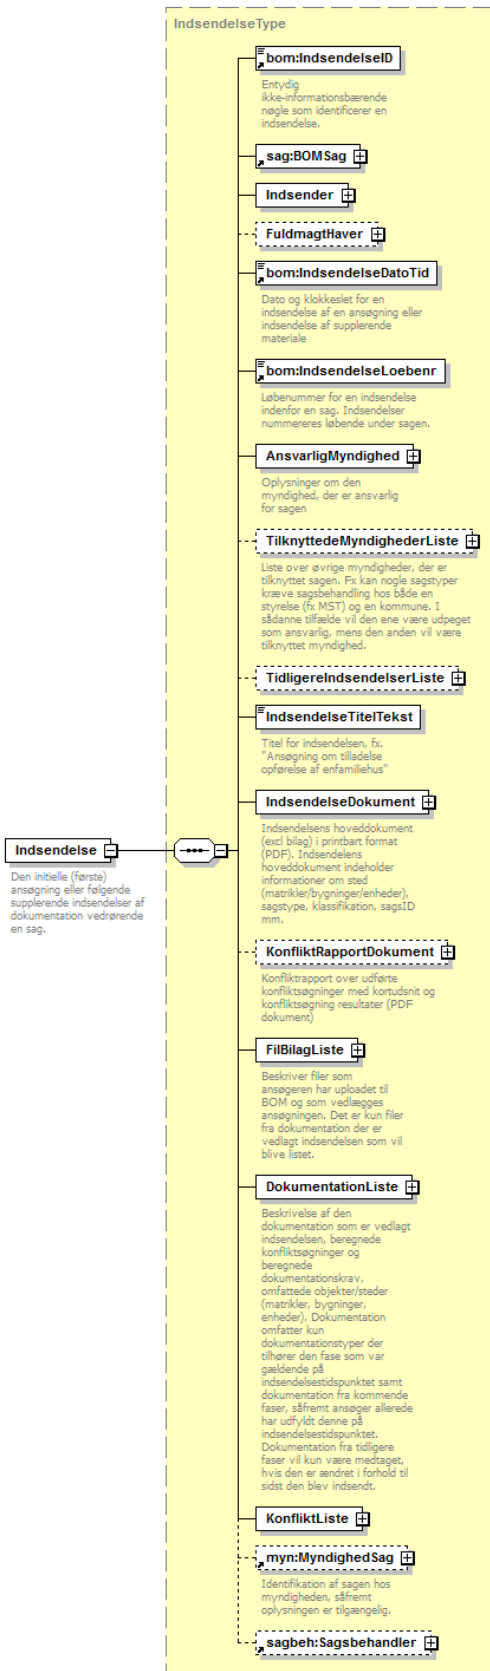 IndsendelseType
bom:IndsendelseID
Entydig
ikke-informationsbærende
nøgle som identificerer en
indsendelse.
sag:BOMSag
Indsender
FuldmagtHaver
bom:IndsendelseDatoTid
Dato og klokkeslet for en
indsendelse af en ansøgning eller
indsendelse af supplerende
materiale
bom:IndsendelseLoebenr
Løbenummer for en indsendelse
indenfor en sag. Indsendelser
nummereres løbende under sagen.
AnsvarligMyndighed
Oplysninger om den
myndighed, der er ansvarlig
for sagen
TilknyttedeMyndighederListe
Liste over øvrige myndigheder, der er
tilknyttet sagen. Fx kan nogle sagstyper
kræve sagsbehandling hos både en
styrelse (fx MST) og en kommune. I
sådanne tilfælde vil den ene være udpeget
som ansvarlig, mens den anden vil være
tilknyttet myndighed.
TidligereIndsendelserListe
IndsendelseTitelTekst
Titel for indsendelsen, fx.
"Ansøgning om tilladelse
opførelse af enfamiliehus"
IndsendelseDokument
Indsendelsens hoveddokument
(excl bilag) i printbart format
(PDF). Indsendelens
hoveddokument indeholder
informationer om sted
(matrikler/bygninger/enheder),
sagstype, klassifikation, sagsID
mm.
Indsendelse
Den initielle (første)
ansøgning eller følgende
supplerende indsendelser af
dokumentation vedrørende
en sag.
KonfliktRapportDokument
Konfliktrapport over udførte
konfliktsøgninger med kortudsnit og
konfliktsøgning resultater (PDF
dokument)
FilBilagListe
Beskriver filer som
ansøgeren har uploadet til
BOM og som vedlægges
ansøgningen. Det er kun filer
fra dokumentation der er
vedlagt indsendelsen som vil
blive listet.
DokumentationListe
Beskrivelse af den
dokumentation som er vedlagt
indsendelsen, beregnede
konfliktsøgninger og
beregnede
dokumentationskrav,
omfattede objekter/steder
(matrikler, bygninger,
enheder). Dokumentation
omfatter kun
dokumentationstyper der
tilhører den fase som var
gældende på
indsendelsestidspunktet samt
dokumentation fra kommende
faser, såfremt ansøger allerede
har udfyldt denne på
indsendelsestidspunktet.
Dokumentation fra tidligere
faser vil kun være medtaget,
hvis den er ændret i forhold til
sidst den blev indsendt.
KonfliktListe
myn:MyndighedSag
Identifikation af sagen hos
myndigheden, såfremt
oplysningen er tilgængelig.
sagbeh:Sagsbehandler